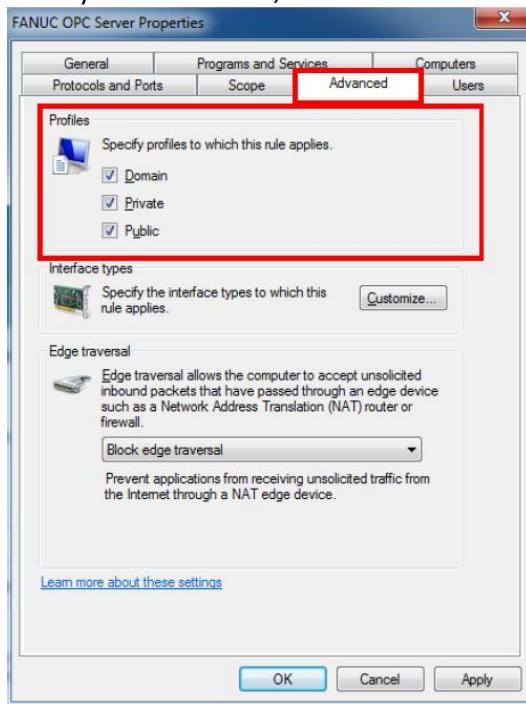 FANUC OPC Server Properties
General Programs and Services Computers
Protocols and Ports Scope Advanced Users
Profiles
Specify profiles to which this rule applies.
Domain
Private
Public
Interface types
Specify the interface types to which this
rule applies.
Customize...
Edge traversal
Edge traversal allows the computer to accept unsolicited
inbound packets that have passed through an edge device
such as a Network Address Translation (NAT) router or
firewall.
Block edge traversal
Prevent applications from receiving unsolicited traffic from
the Internet through a NAT edge device.
Learn more about these settings
OK Cancel Apply